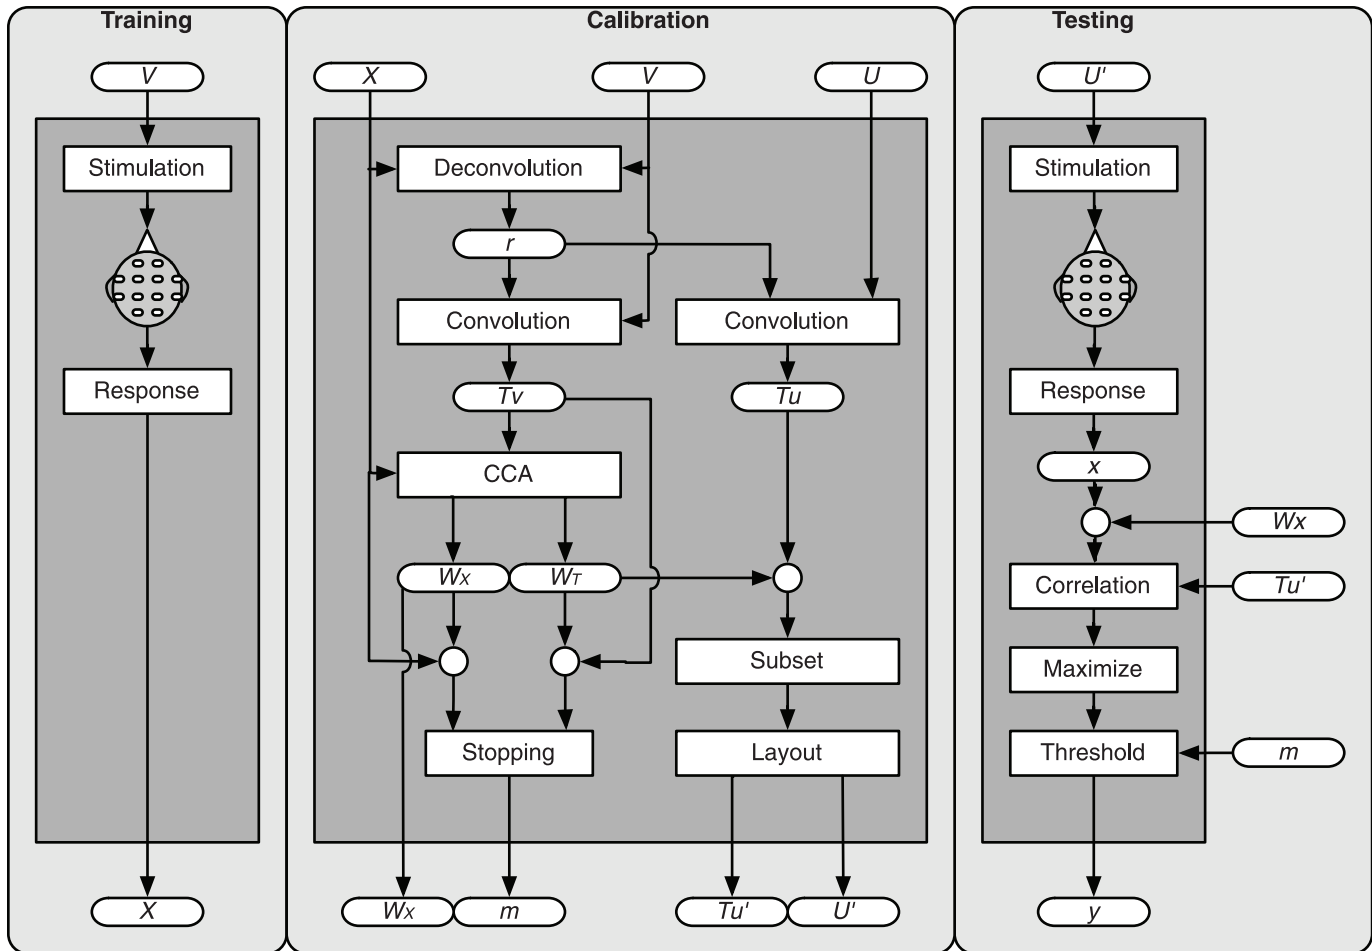 Training
V
Stimulation
Response
X
Calibration
X V U
Deconvolution
r
Convolution Convolution
Tv Tu
CCA
WX WT
Subset
Stopping Layout
WX m Tu' U'
Testing
U'
Stimulation
Response
x
Wx
Correlation Tu'
Maximize
Threshold m
y